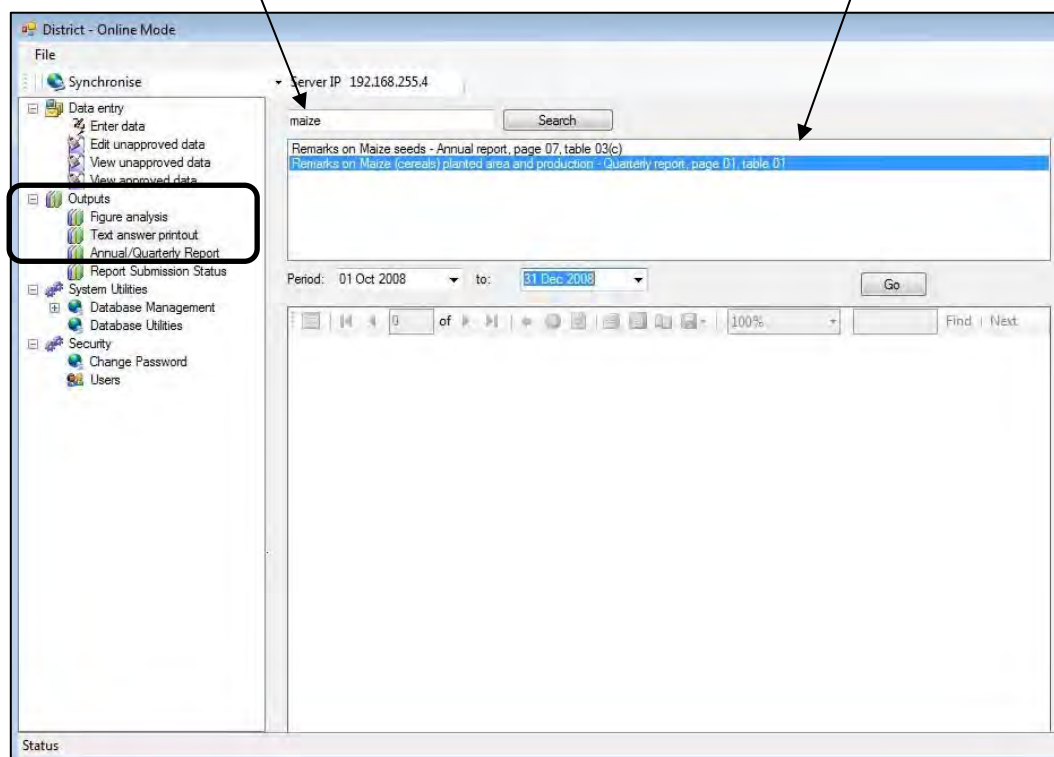 District - Online Mode
File
Synchronise
Server IP 192.168.255.4
Data entry
Enter data
Edit unapproved data
View unapproved data
View approved data
Outputs
Figure analysis
Text answer printout
Annual/Quarterly Report
Report Submission Status
System Utilities
Database Management
Database Utilities
Security
Change Password
Users
maize Search
Remarks on Maize seeds - Annual report, page 07, table 03(c)
Remarks on Maize (cereals) planted area and production - Quarterly report, page 01, table 01
Period: 01 Oct 2008 to: 31 Dec 2008 Go
0 of 100% Find | Next
Status